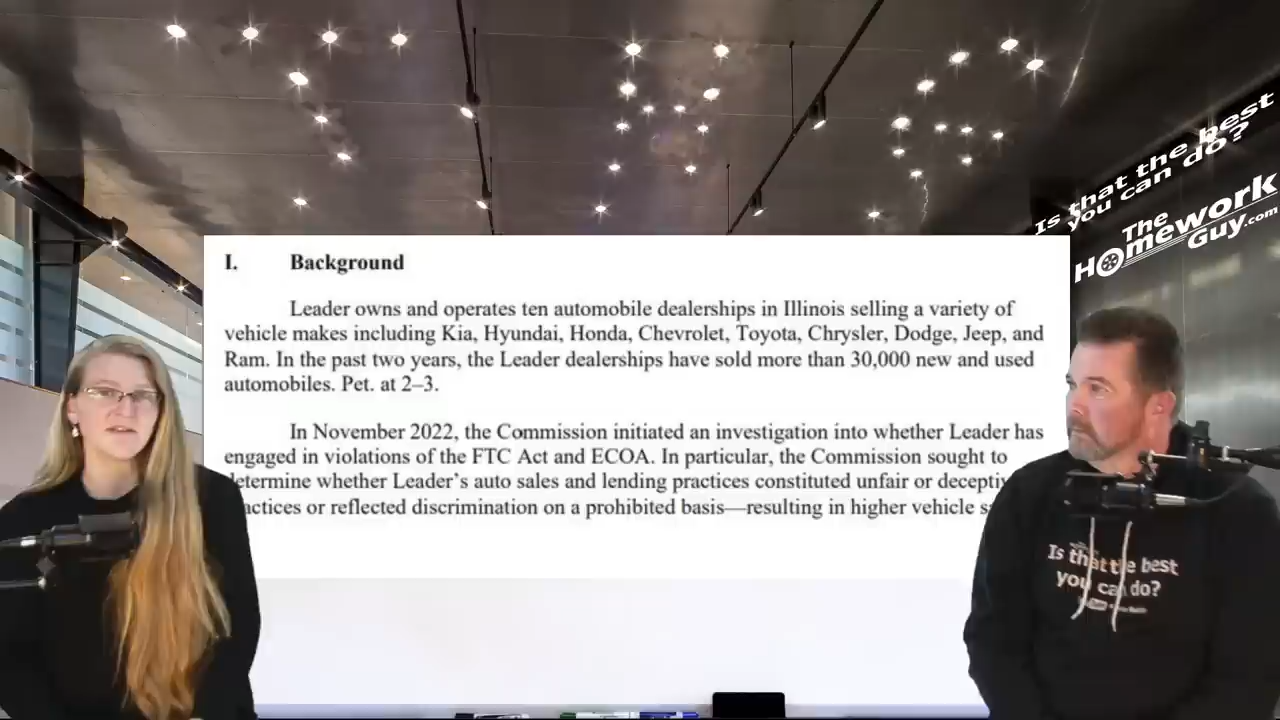 Is that the best
you can do?
The
Homework
Guy.com
I. Background
Leader owns and operates ten automobile dealerships in Illinois selling a variety of
vehicle makes including Kia, Hyundai, Honda, Chevrolet, Toyota, Chrysler, Dodge, Jeep, and
Ram. In the past two years, the Leader dealerships have sold more than 30,000 new and used
automobiles. Pet. at 2–3.
In November 2022, the Commission initiated an investigation into whether Leader has
engaged in violations of the FTC Act and ECOA. In particular, the Commission sought to
determine whether Leader’s auto sales and lending practices constituted unfair or
or reflected discrimination on a prohibited basis—resulting in higher vehicle
Is that the best
you can do?